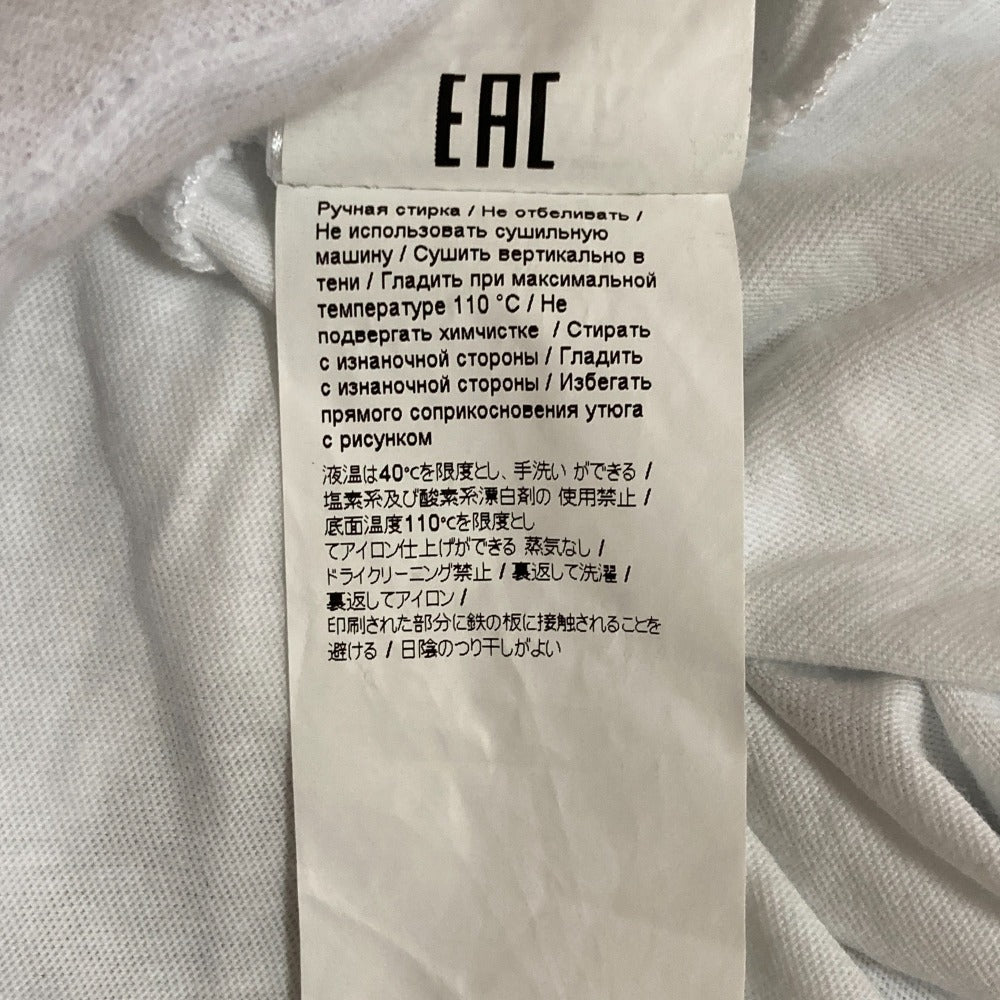 EAC
Ручная стирка / Не отбеливать /
Не использовать сушильную
машину / Сушить вертикально в
тени / Гладить при максимальной
температуре 110 °C / Не
подвергать химчистке / Стирать
с изнаночной стороны / Гладить
с изнаночной стороны / Избегать
прямого соприкосновения утюга
с рисунком
液温は40℃を限度とし、手洗い ができる /
塩素系及び酸素系漂白剤の 使用禁止 /
底面温度110℃を限度とし
てアイロン仕上げができる 蒸気なし /
ドライクリーニング禁止 / 裏返して洗濯 /
裏返してアイロン /
印刷された部分に鉄の板に接触されることを
避ける / 日陰のつり干しがよい